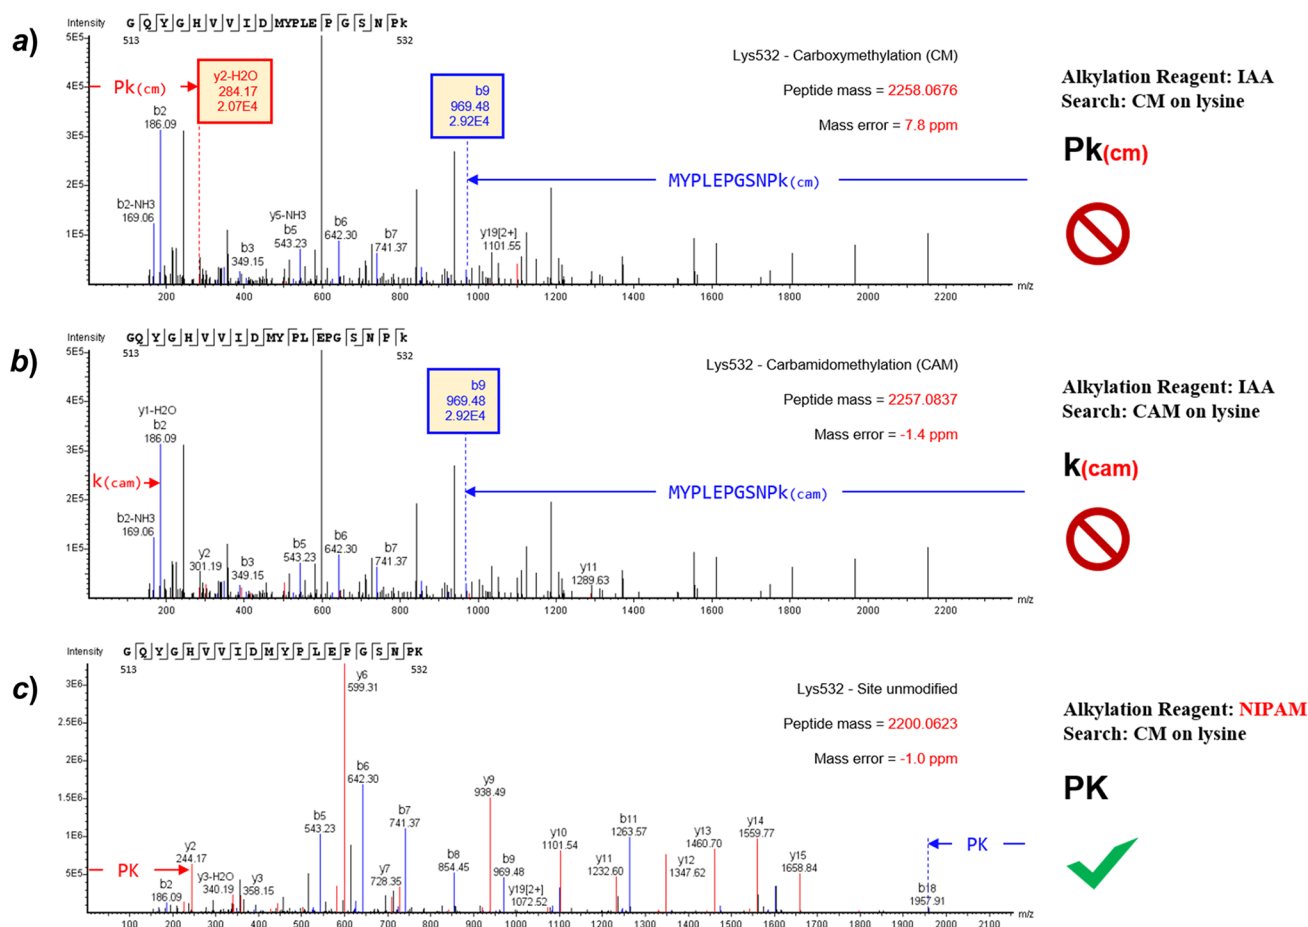 a)
Intensity
G Q Y G H V V I D MYPLE P G S N Pk
513
532
5E5
4E5
3E5
2E5
1E5
Pk(cm)
y2-H2O
284.17
2.07E4
b2
186.09
b2-NH3
169.06
b3
349.15
y5-NH3
b5
543.23
b6
642.30
b7
741.37
b9
969.48
2.92E4
y19[2+]
1101.55
MYPLEPGSNPk(cm)
Lys532 - Carboxymethylation (CM)
Peptide mass = 2258.0676
Mass error = 7.8 ppm
200 400 600 800 1000 1200 1400 1600 1800 2000 2200 m/z
Alkylation Reagent: IAA
Search: CM on lysine
Pk(cm)
b)
Intensity
GQ Y G H V V I D MY P L EPG S N P k
513
532
5E5
4E5
3E5
2E5
1E5
y1-H2O
b2
186.09
k(cam)
b2-NH3
169.06
y2
301.19
b3
349.15
b5
543.23
b6
642.30
b7
741.37
b9
969.48
2.92E4
y11
1289.63
MYPLEPGSNPk(cam)
Lys532 - Carbamidomethylation (CAM)
Peptide mass = 2257.0837
Mass error = -1.4 ppm
200 400 600 800 1000 1200 1400 1600 1800 2000 2200 m/z
Alkylation Reagent: IAA
Search: CAM on lysine
k(cam)
c)
Intensity
G Q Y G H V V I D M Y P L E P G S N PK
513
532
3E6
2.5E6
2E6
1.5E6
1E6
5E5
PK
b2
186.09
y2
244.17
y3-H2O
340.19
y3
358.15
b5
543.23
y6
599.31
b6
642.30
y7
728.35
b7
741.37
b8
854.45
y9
938.49
b9
969.48
y19[2+]
1072.52
y10
1101.54
y11
1232.60
b11
1263.57
y12
1347.62
y13
1460.70
y14
1559.77
y15
1658.84
b18
1957.91
PK
Lys532 - Site unmodified
Peptide mass = 2200.0623
Mass error = -1.0 ppm
100 200 300 400 500 600 700 800 900 1000 1100 1200 1300 1400 1500 1600 1700 1800 1900 2000 2100 m/z
Alkylation Reagent: NIPAM
Search: CM on lysine
PK